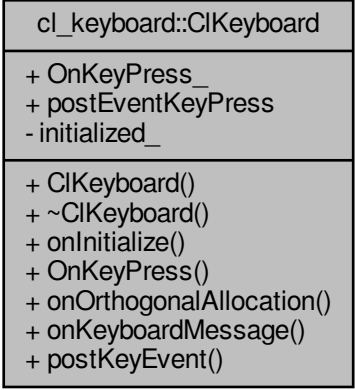 cl_keyboard::ClKeyboard
+ OnKeyPress_
+ postEventKeyPress
- initialized_
+ ClKeyboard()
+ ~ClKeyboard()
+ onInitialize()
+ OnKeyPress()
+ onOrthogonalAllocation()
+ onKeyboardMessage()
+ postKeyEvent()